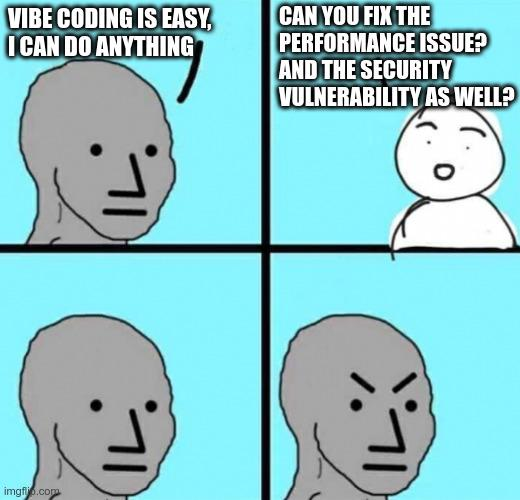 VIBE CODING IS EASY,
I CAN DO ANYTHING
CAN YOU FIX THE
PERFORMANCE ISSUE?
AND THE SECURITY
VULNERABILITY AS WELL?
imgflip.com